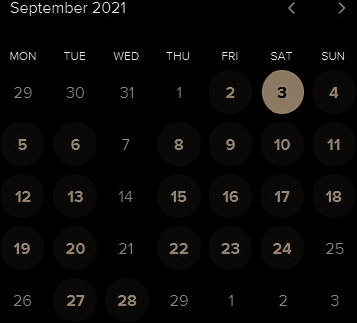 September 2021
MON TUE WED THU FRI SAT SUN
29 30 31 1 2 3 4
5 6 7 8 9 10 11
12 13 14 15 16 17 18
19 20 21 22 23 24 25
26 27 28 29 1 2 3